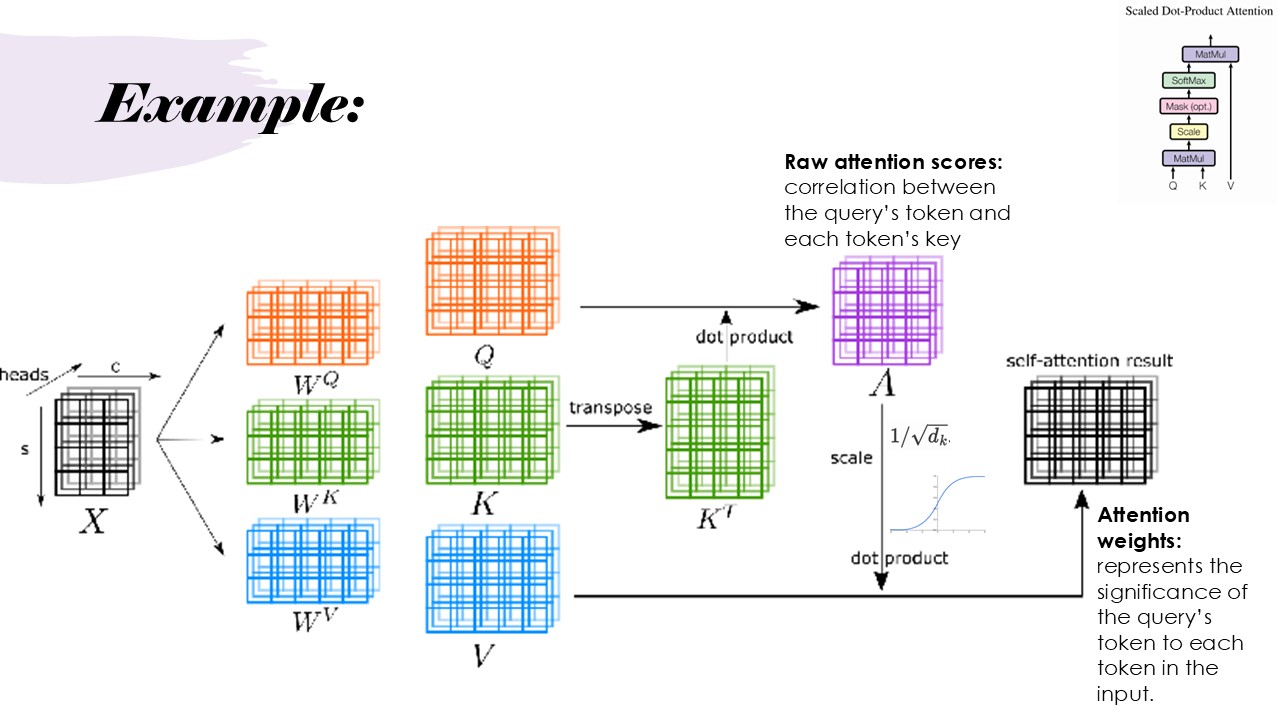 Scaled Dot-Product Attention
MatMul
SoftMax
Mask (opt.)
Scale
MatMul
Q K V
Example:
Raw attention scores:
correlation between
the query's token and
each token's key
heads
c
s
X
W^Q
W^K
W^V
Q
K
V
transpose
K^T
dot product
A
scale
1/√d_k.
dot product
self-attention result
Attention
weights:
represents the
significance of
the query's
token to each
token in the
input.